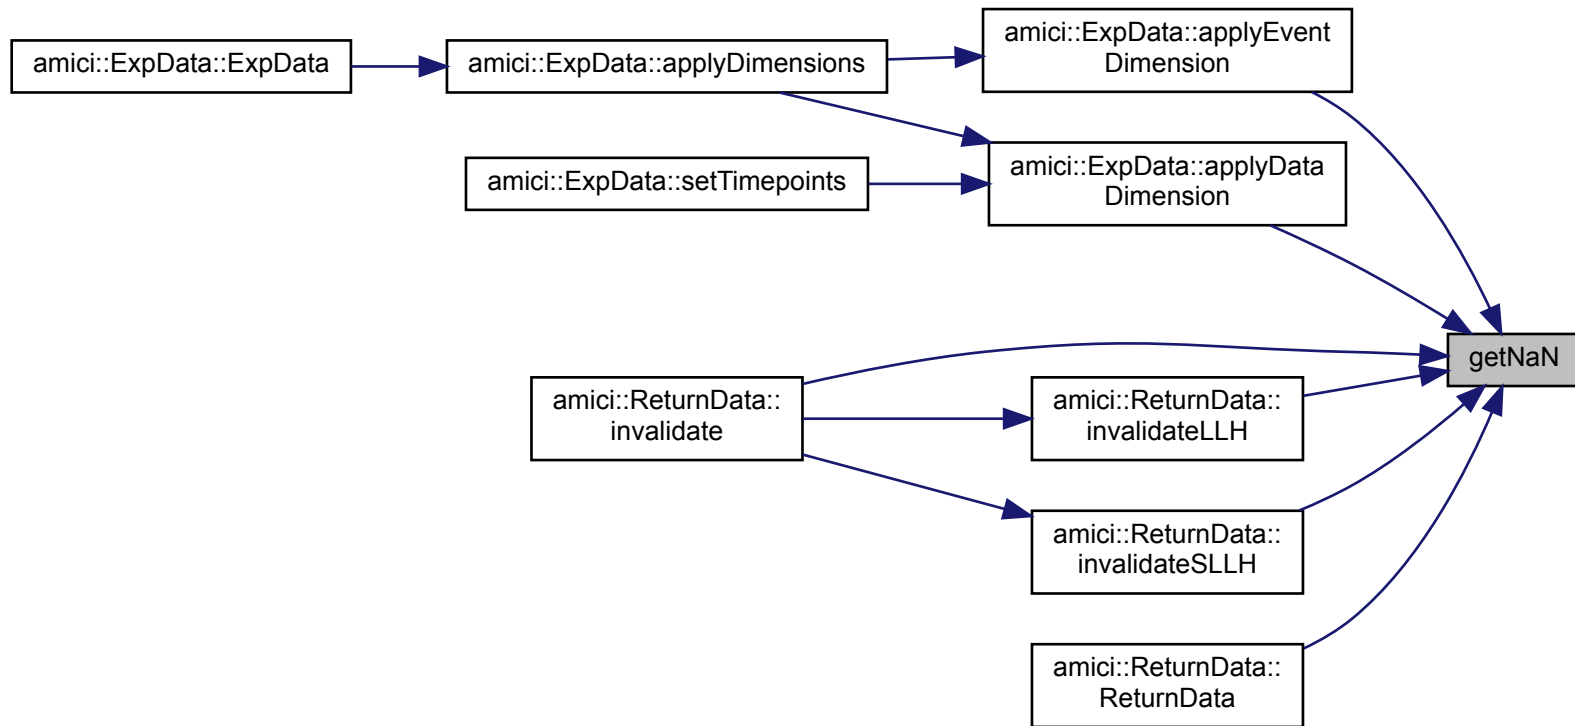 amici::ExpData::ExpData
amici::ExpData::applyDimensions
amici::ExpData::applyEvent
Dimension
amici::ExpData::setTimepoints
amici::ExpData::applyData
Dimension
getNaN
amici::ReturnData::
invalidate
amici::ReturnData::
invalidateLLH
amici::ReturnData::
invalidateSLLH
amici::ReturnData::
ReturnData